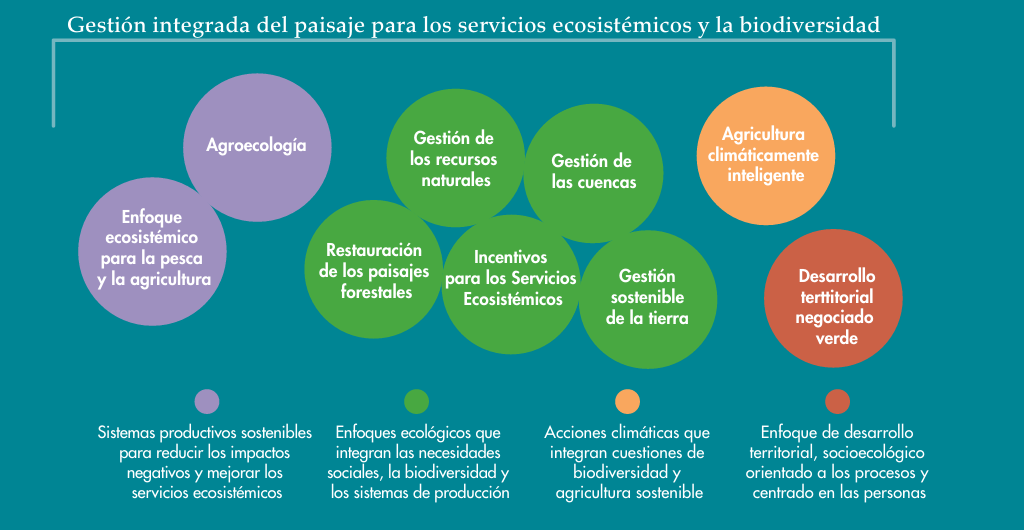 Gestión integrada del paisaje para los servicios ecosistémicos y la biodiversidad
Agroecología
Enfoque
ecosistémico
para la pesca
y la agricultura
Gestión de
los recursos
naturales
Gestión de
las cuencas
Restauración
de los paisajes
forestales
Incentivos
para los Servicios
Ecosistémicos
Gestión
sostenible
de la tierra
Agricultura
climáticamente
inteligente
Desarrollo
terttitorial
negociado
verde
Sistemas productivos sostenibles
para reducir los impactos
negativos y mejorar los
servicios ecosistémicos
Enfoques ecológicos que
integran las necesidades
sociales, la biodiversidad y
los sistemas de producción
Acciones climáticas que
integran cuestiones de
biodiversidad y
agricultura sostenible
Enfoque de desarrollo
territorial, socioecológico
orientado a los procesos y
centrado en las personas